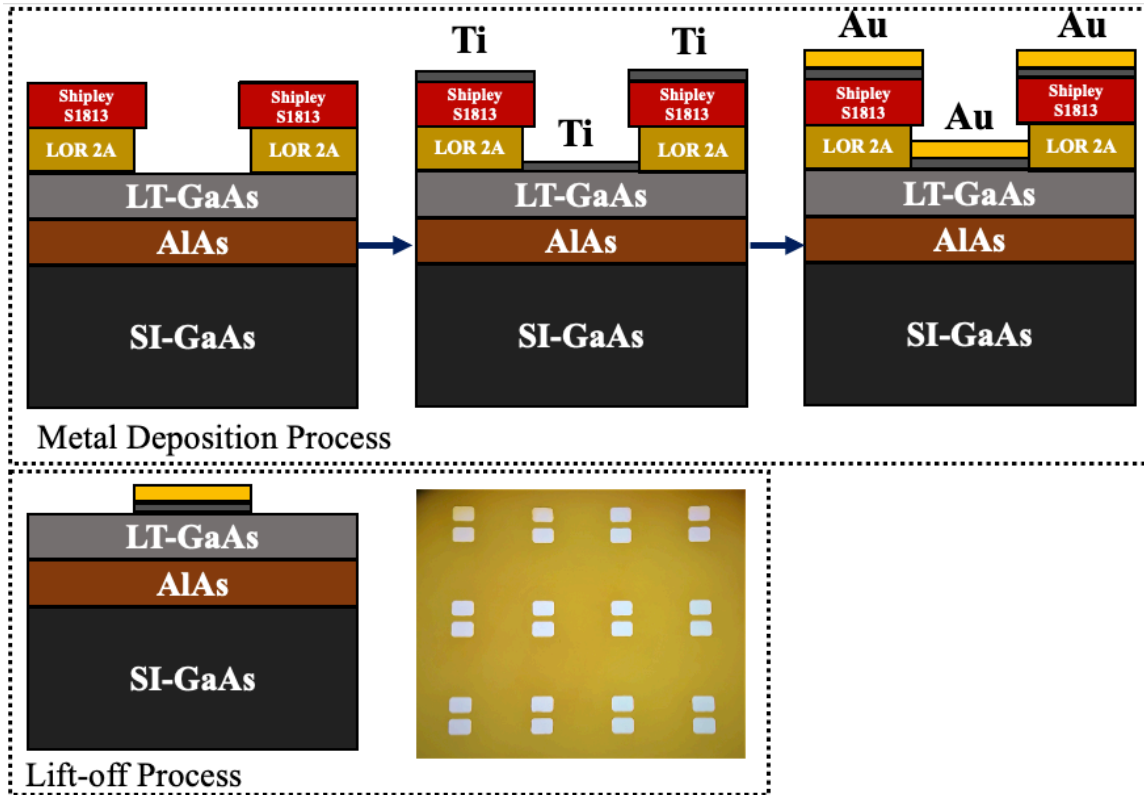 Ti
Ti
Au
Au
Shipley
S1813
Shipley
S1813
LOR 2A
LOR 2A
LT-GaAs
AlAs
SI-GaAs
Shipley
S1813
Shipley
S1813
Ti
LOR 2A
LOR 2A
LT-GaAs
AlAs
SI-GaAs
Shipley
S1813
Shipley
S1813
Au
LOR 2A
LOR 2A
LT-GaAs
AlAs
SI-GaAs
Metal Deposition Process
LT-GaAs
AlAs
SI-GaAs
Lift-off Process